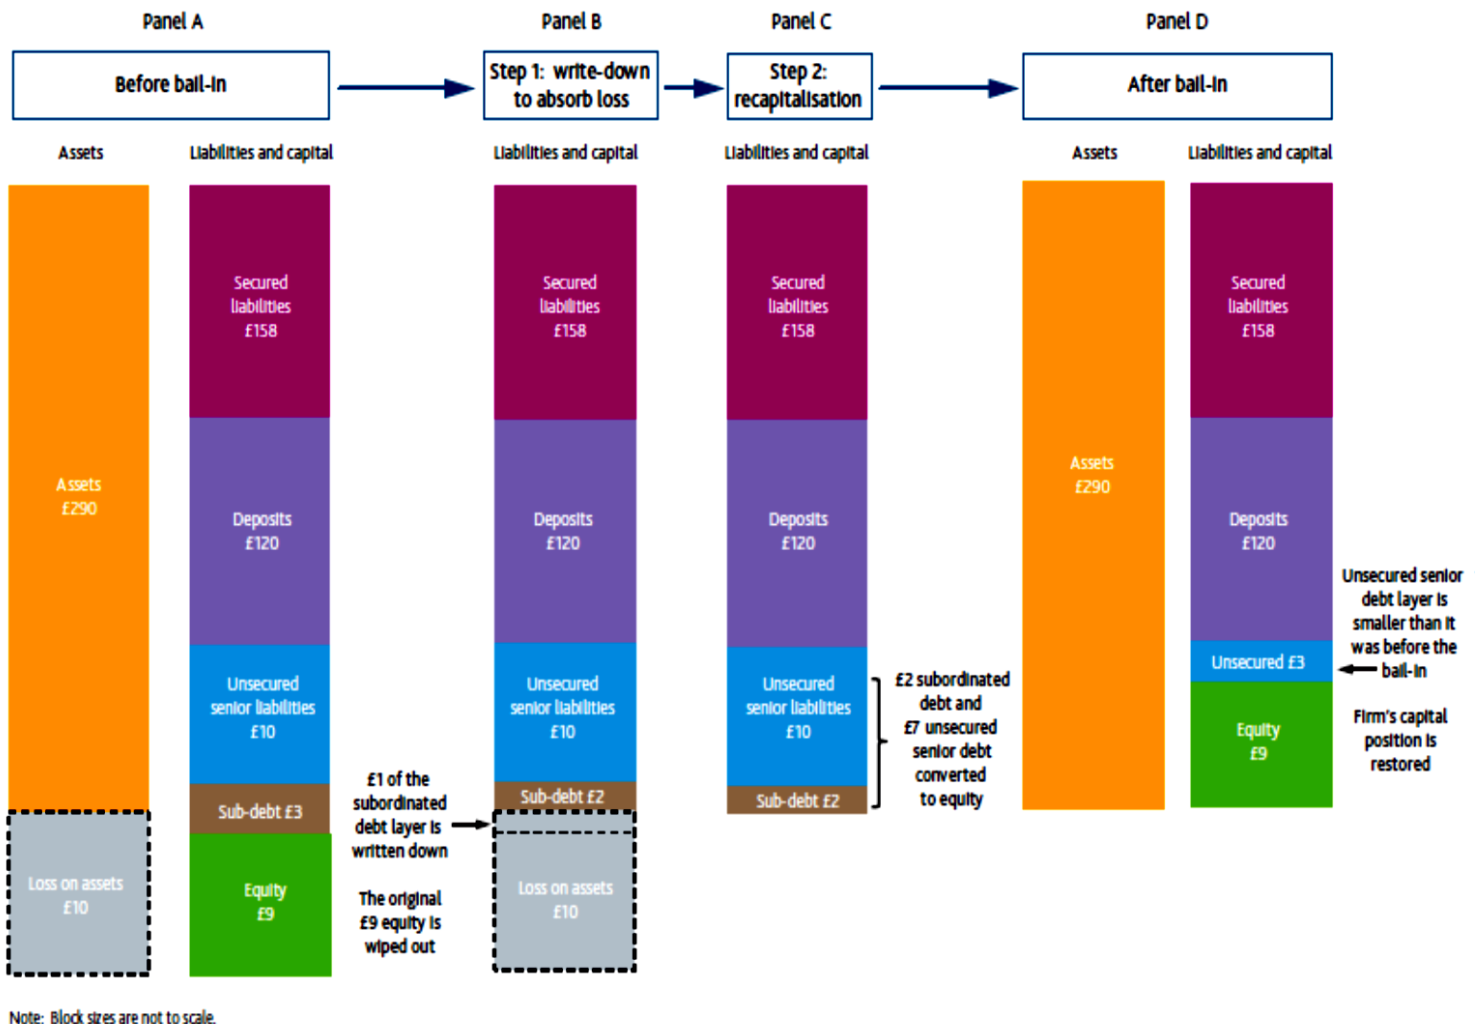 Panel A
Panel B
Panel C
Panel D
Before bail-in
Step 1: write-down
to absorb loss
Step 2:
recapitalisation
After bail-in
Assets
Liabilities and capital
Liabilities and capital
Liabilities and capital
Assets
Liabilities and capital
Assets
£290
Loss on assets
£10
Secured
liabilities
£158
Deposits
£120
Unsecured
senior liabilities
£10
Sub-debt £3
Equity
£9
£1 of the
subordinated
debt layer is
written down
The original
£9 equity is
wiped out
Secured
liabilities
£158
Deposits
£120
Unsecured
senior liabilities
£10
Sub-debt £2
Loss on assets
£10
Secured
liabilities
£158
Deposits
£120
Unsecured
senior liabilities
£10
Sub-debt £2
£2 subordinated
debt and
£7 unsecured
senior debt
converted
to equity
Assets
£290
Secured
liabilities
£158
Deposits
£120
Unsecured £3
Equity
£9
Unsecured senior
debt layer is
smaller than it
was before the
bail-in
Firm's capital
position is
restored
Note: Block sizes are not to scale.